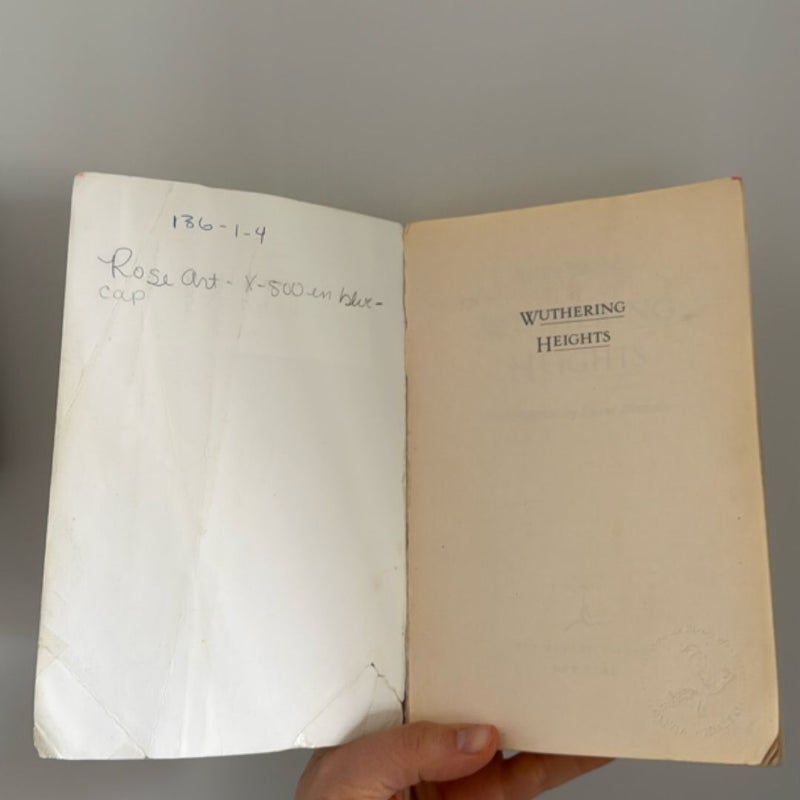 136-1-4
Rose Art - X-500 in blue-
cap
WUTHERING
HEIGHTS